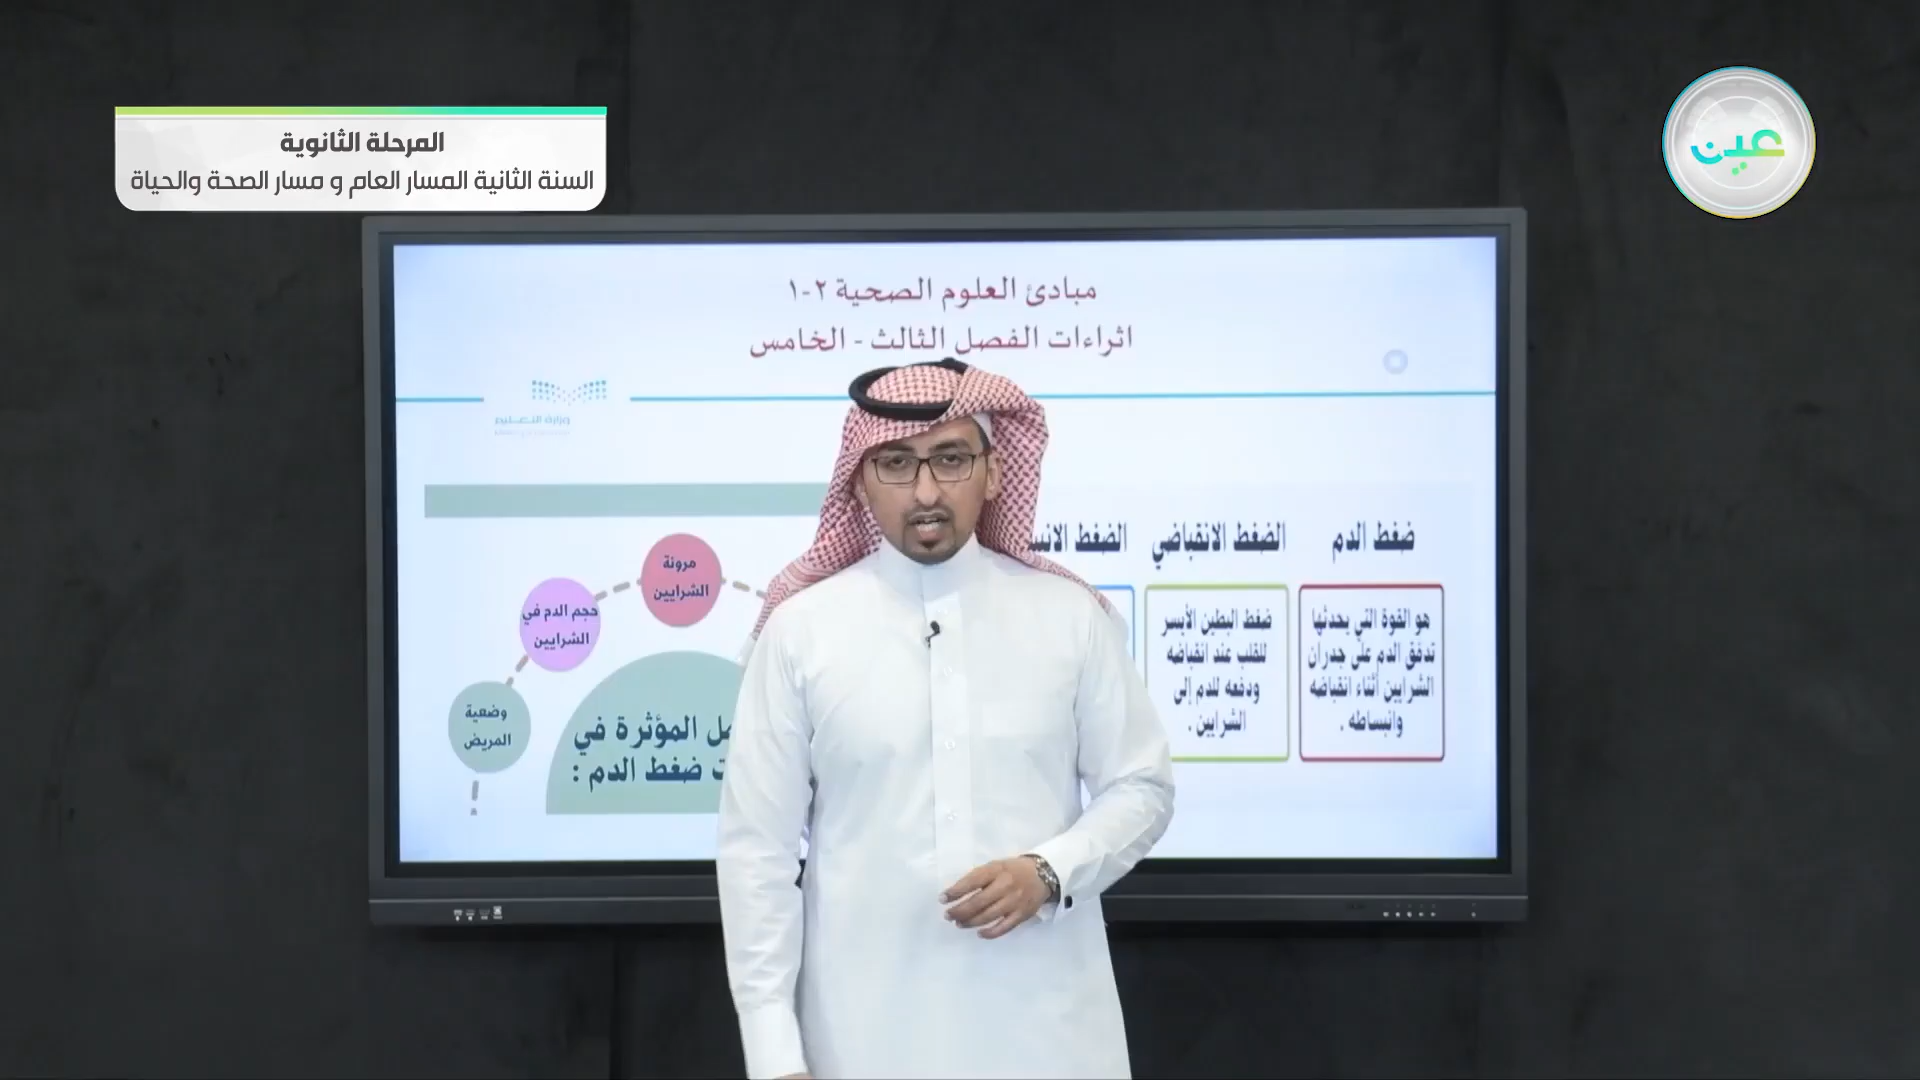 المرحلة الثانوية
السنة الثانية المسار العام و مسار الصحة والحياة
عين
مبادئ العلوم الصحية ٢-١
اثراءات الفصل الثالث - الخامس
وزارة التعليم
ضغط الدم
هو القوة التي يحدثها
تدفق الدم على جدران
الشرايين أثناء انقباضه
وانبساطه .
الضغط الانقباضي
ضغط البطين الأيسر
للقلب عند انقباضه
ودفعه للدم إلى
الشرايين .
الضغط
مرونة
الشرايين
حجم الدم في
الشرايين
وضعية
المريض
المؤثرة في
ضغط الدم :